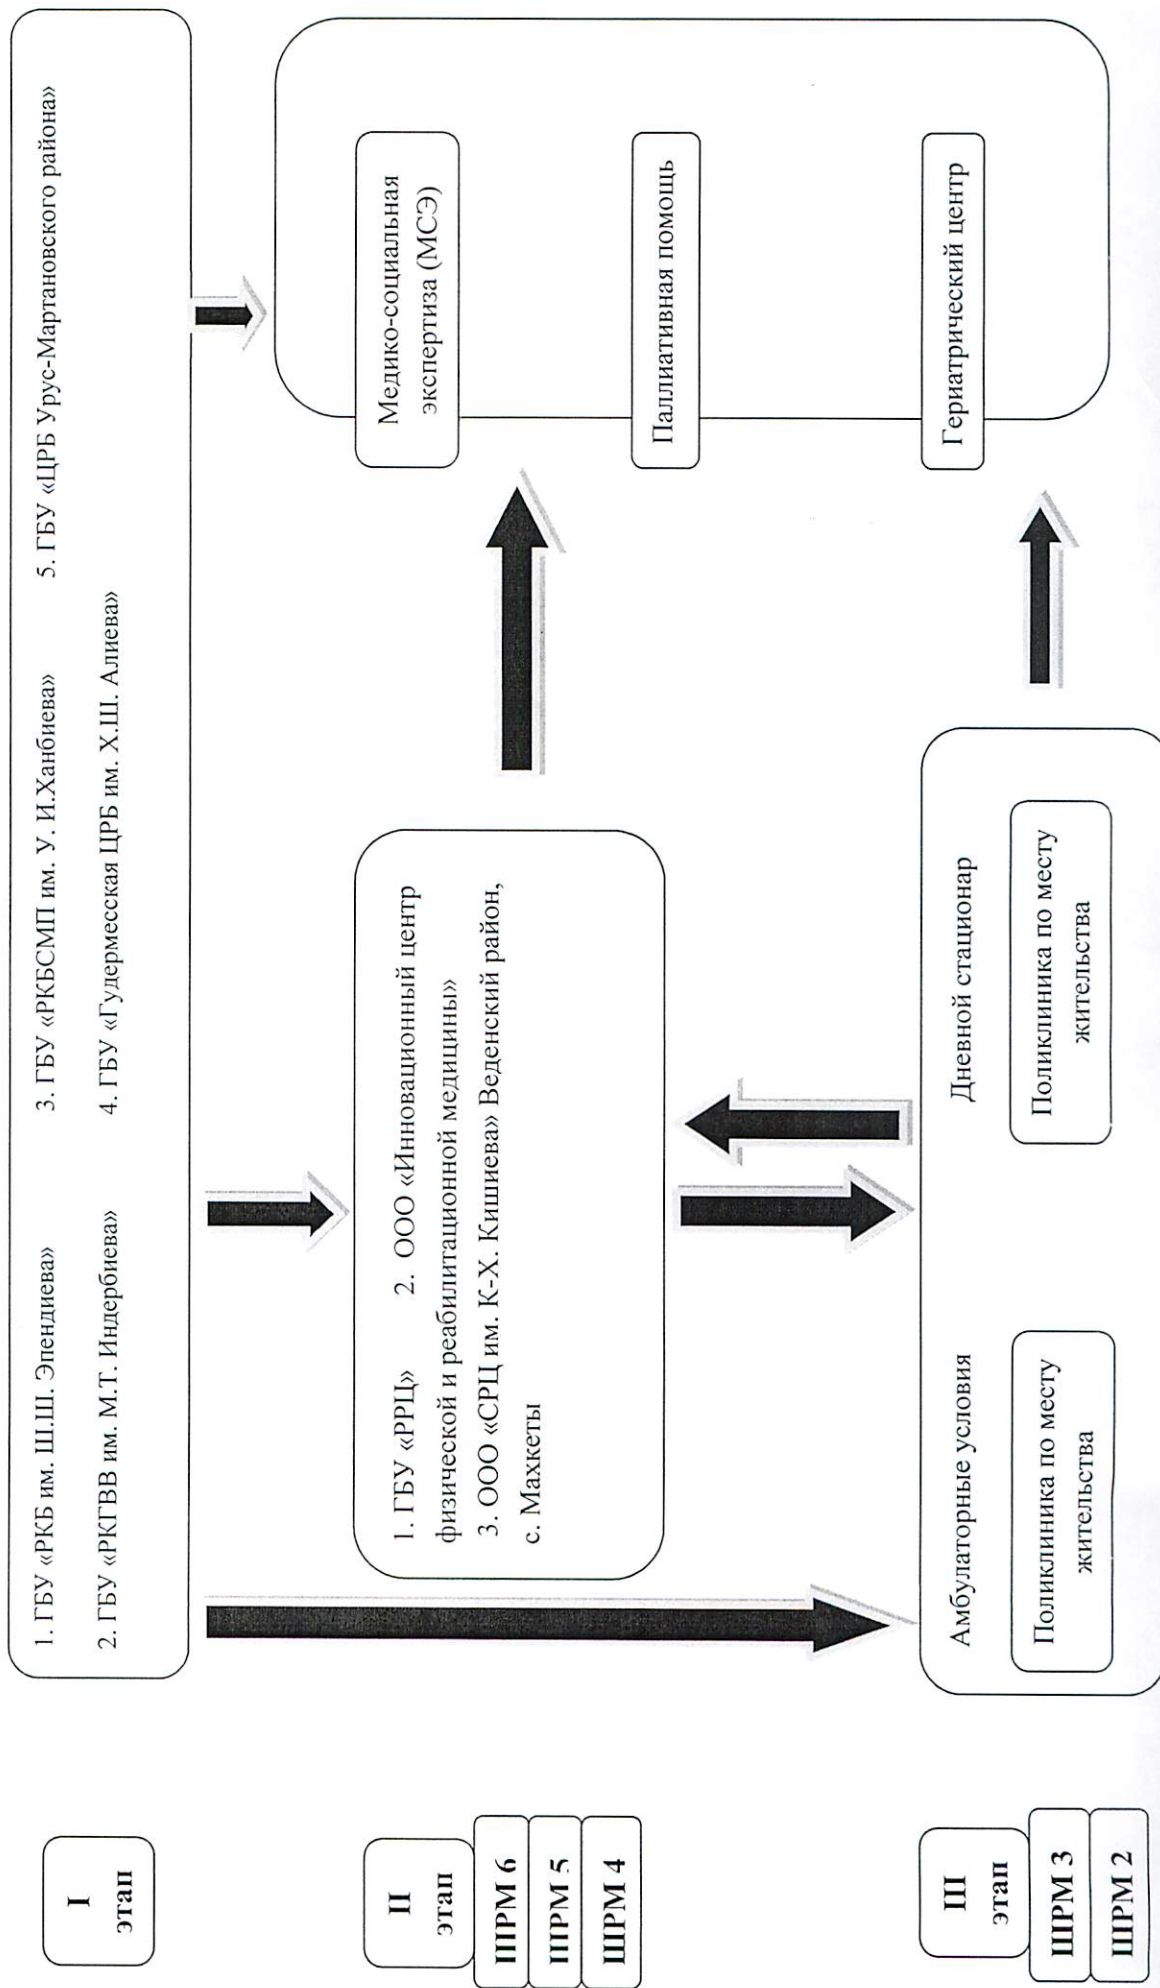 I
этап
1. ГБУ «РКБ им. Ш.Ш. Эпендиева»
3. ГБУ «РКБСМП им. У. И.Ханбиева»
5. ГБУ «ЦРБ Урус-Мартановского района»
2. ГБУ «РКГВВ им. М.Т. Индербиева»
4. ГБУ «Гудермесская ЦРБ им. Х.Ш. Алиева»
II
этап
ШРМ 6
ШРМ 5
ШРМ 4
1. ГБУ «РРЦ» 2. ООО «Инновационный центр
физической и реабилитационной медицины»
3. ООО «СРЦ им. К-Х. Кишиева» Веденский район,
с. Махкеты
Медико-социальная
экспертиза (МСЭ)
Паллиативная помощь
Гериатрический центр
III
этап
ШРМ 3
ШРМ 2
Амбулаторные условия
Поликлиника по месту
жительства
Дневной стационар
Поликлиника по месту
жительства